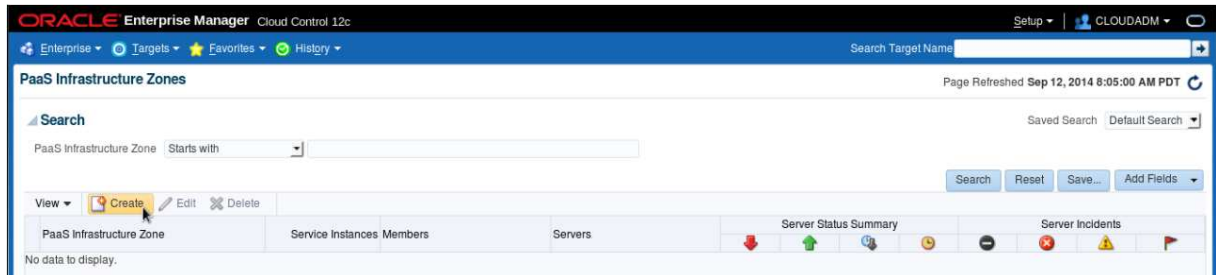 ORACLE Enterprise Manager Cloud Control 12c Setup CLOUDADM
Enterprise Targets Favorites History Search Target Name
PaaS Infrastructure Zones Page Refreshed Sep 12, 2014 8:05:00 AM PDT
Search Saved Search Default Search
PaaS Infrastructure Zone Starts with
Search Reset Save... Add Fields
View Create Edit Delete
PaaS Infrastructure Zone Service Instances Members Servers Server Status Summary Server Incidents
No data to display.